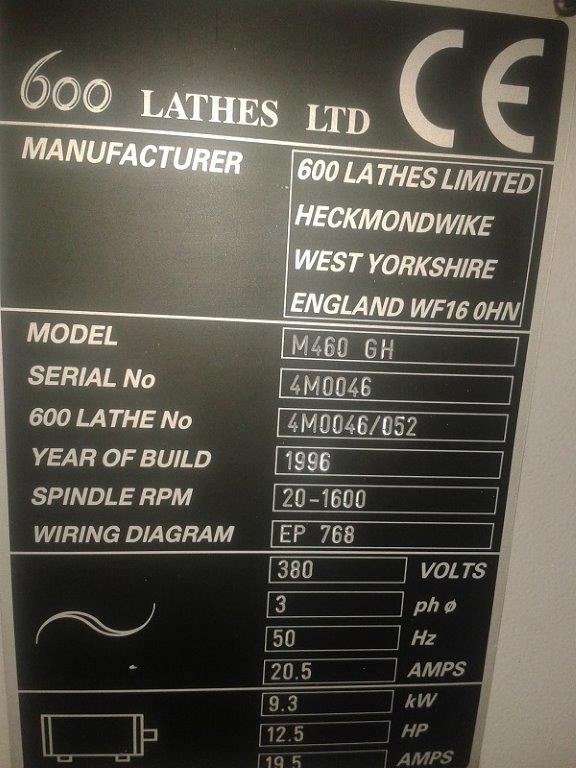 600 LATHES LTD CE
MANUFACTURER
600 LATHES LIMITED
HECKMONDWIKE
WEST YORKSHIRE
ENGLAND WF16 0HN
MODEL M460 GH
SERIAL No 4M0046
600 LATHE No 4M0046/052
YEAR OF BUILD 1996
SPINDLE RPM 20-1600
WIRING DIAGRAM EP 768
380 VOLTS
3 ph ø
50 Hz
20.5 AMPS
9.3 kW
12.5 HP
19.5 AMPS